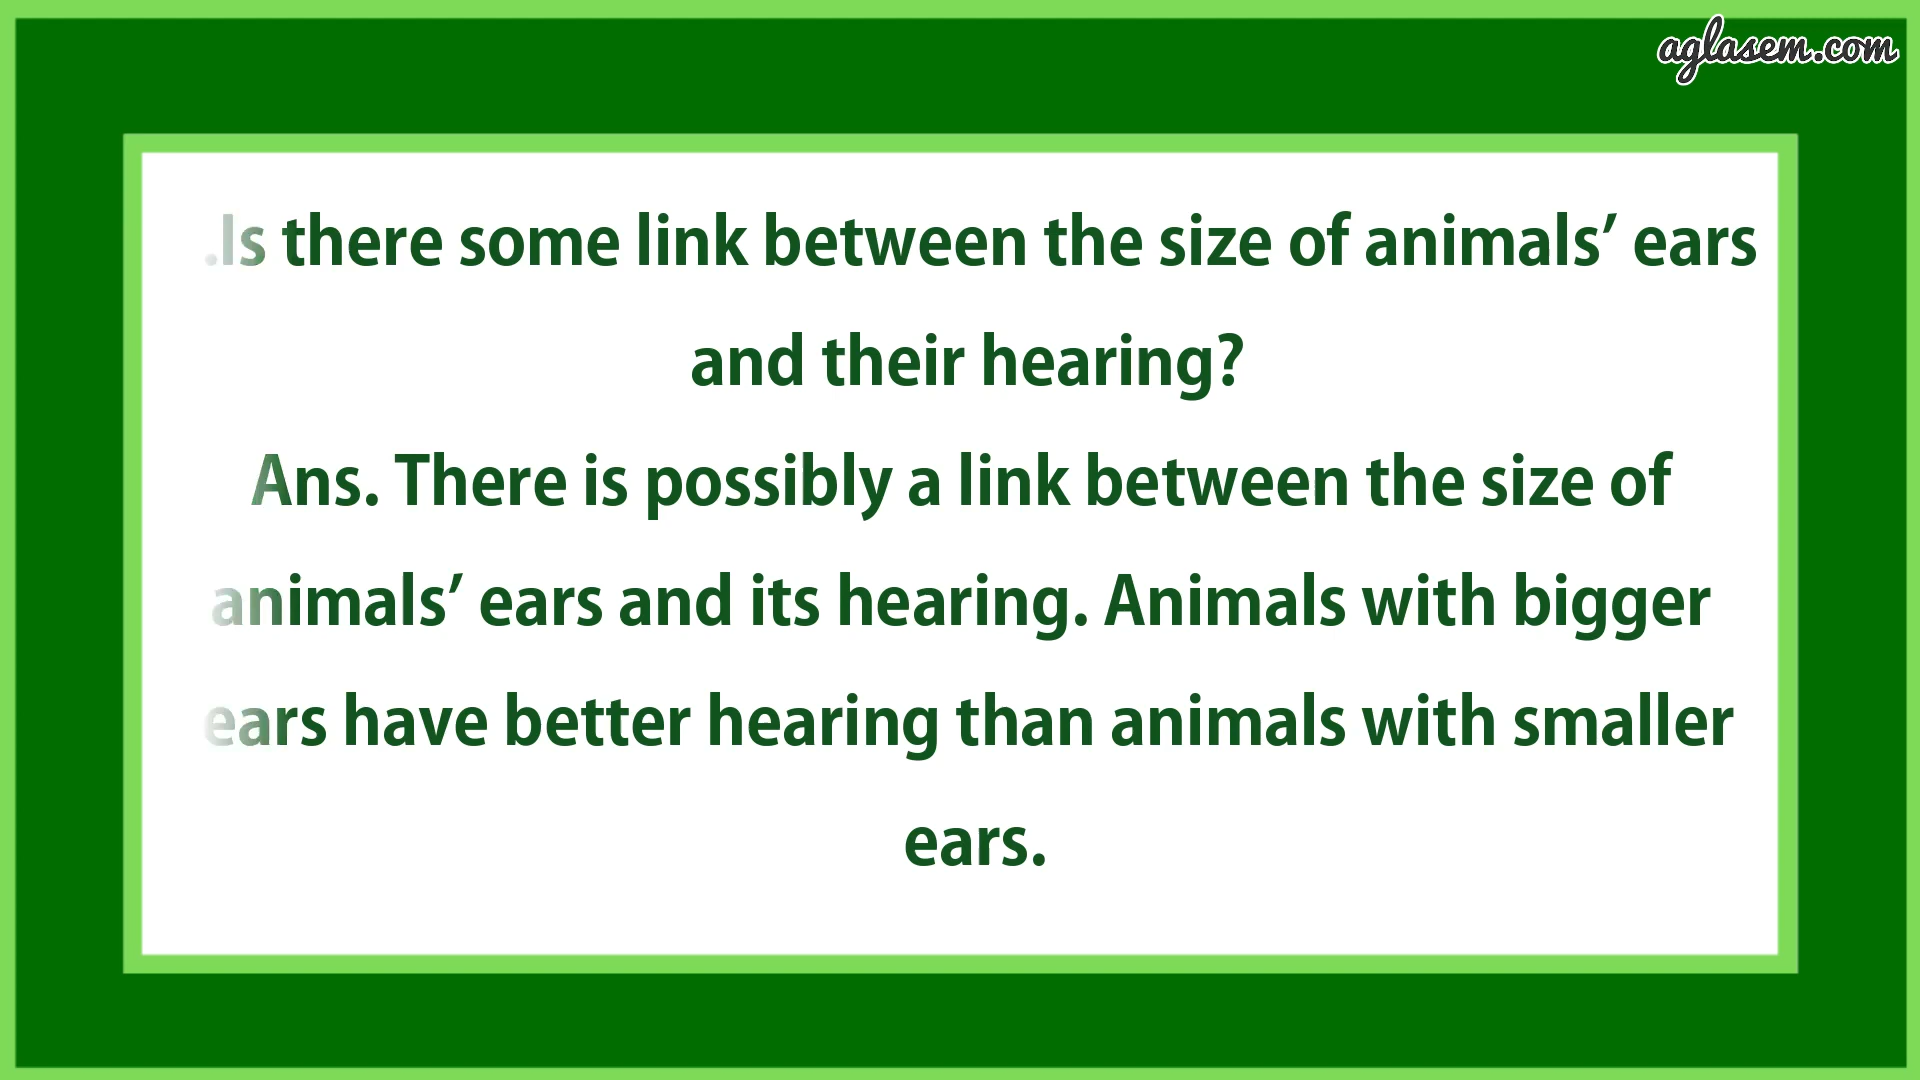 aglasem.com
.Is there some link between the size of animals’ ears
and their hearing?
Ans. There is possibly a link between the size of
animals’ ears and its hearing. Animals with bigger
ears have better hearing than animals with smaller
ears.